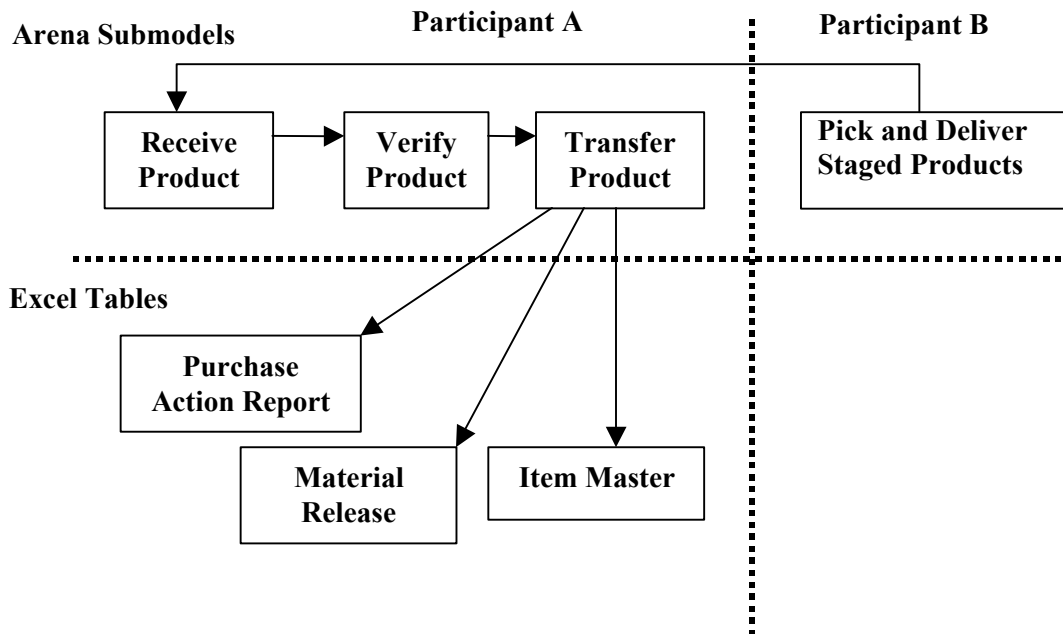 Arena Submodels
Participant A
Participant B
Receive
Product
Verify
Product
Transfer
Product
Pick and Deliver
Staged Products
Excel Tables
Purchase
Action Report
Material
Release
Item Master